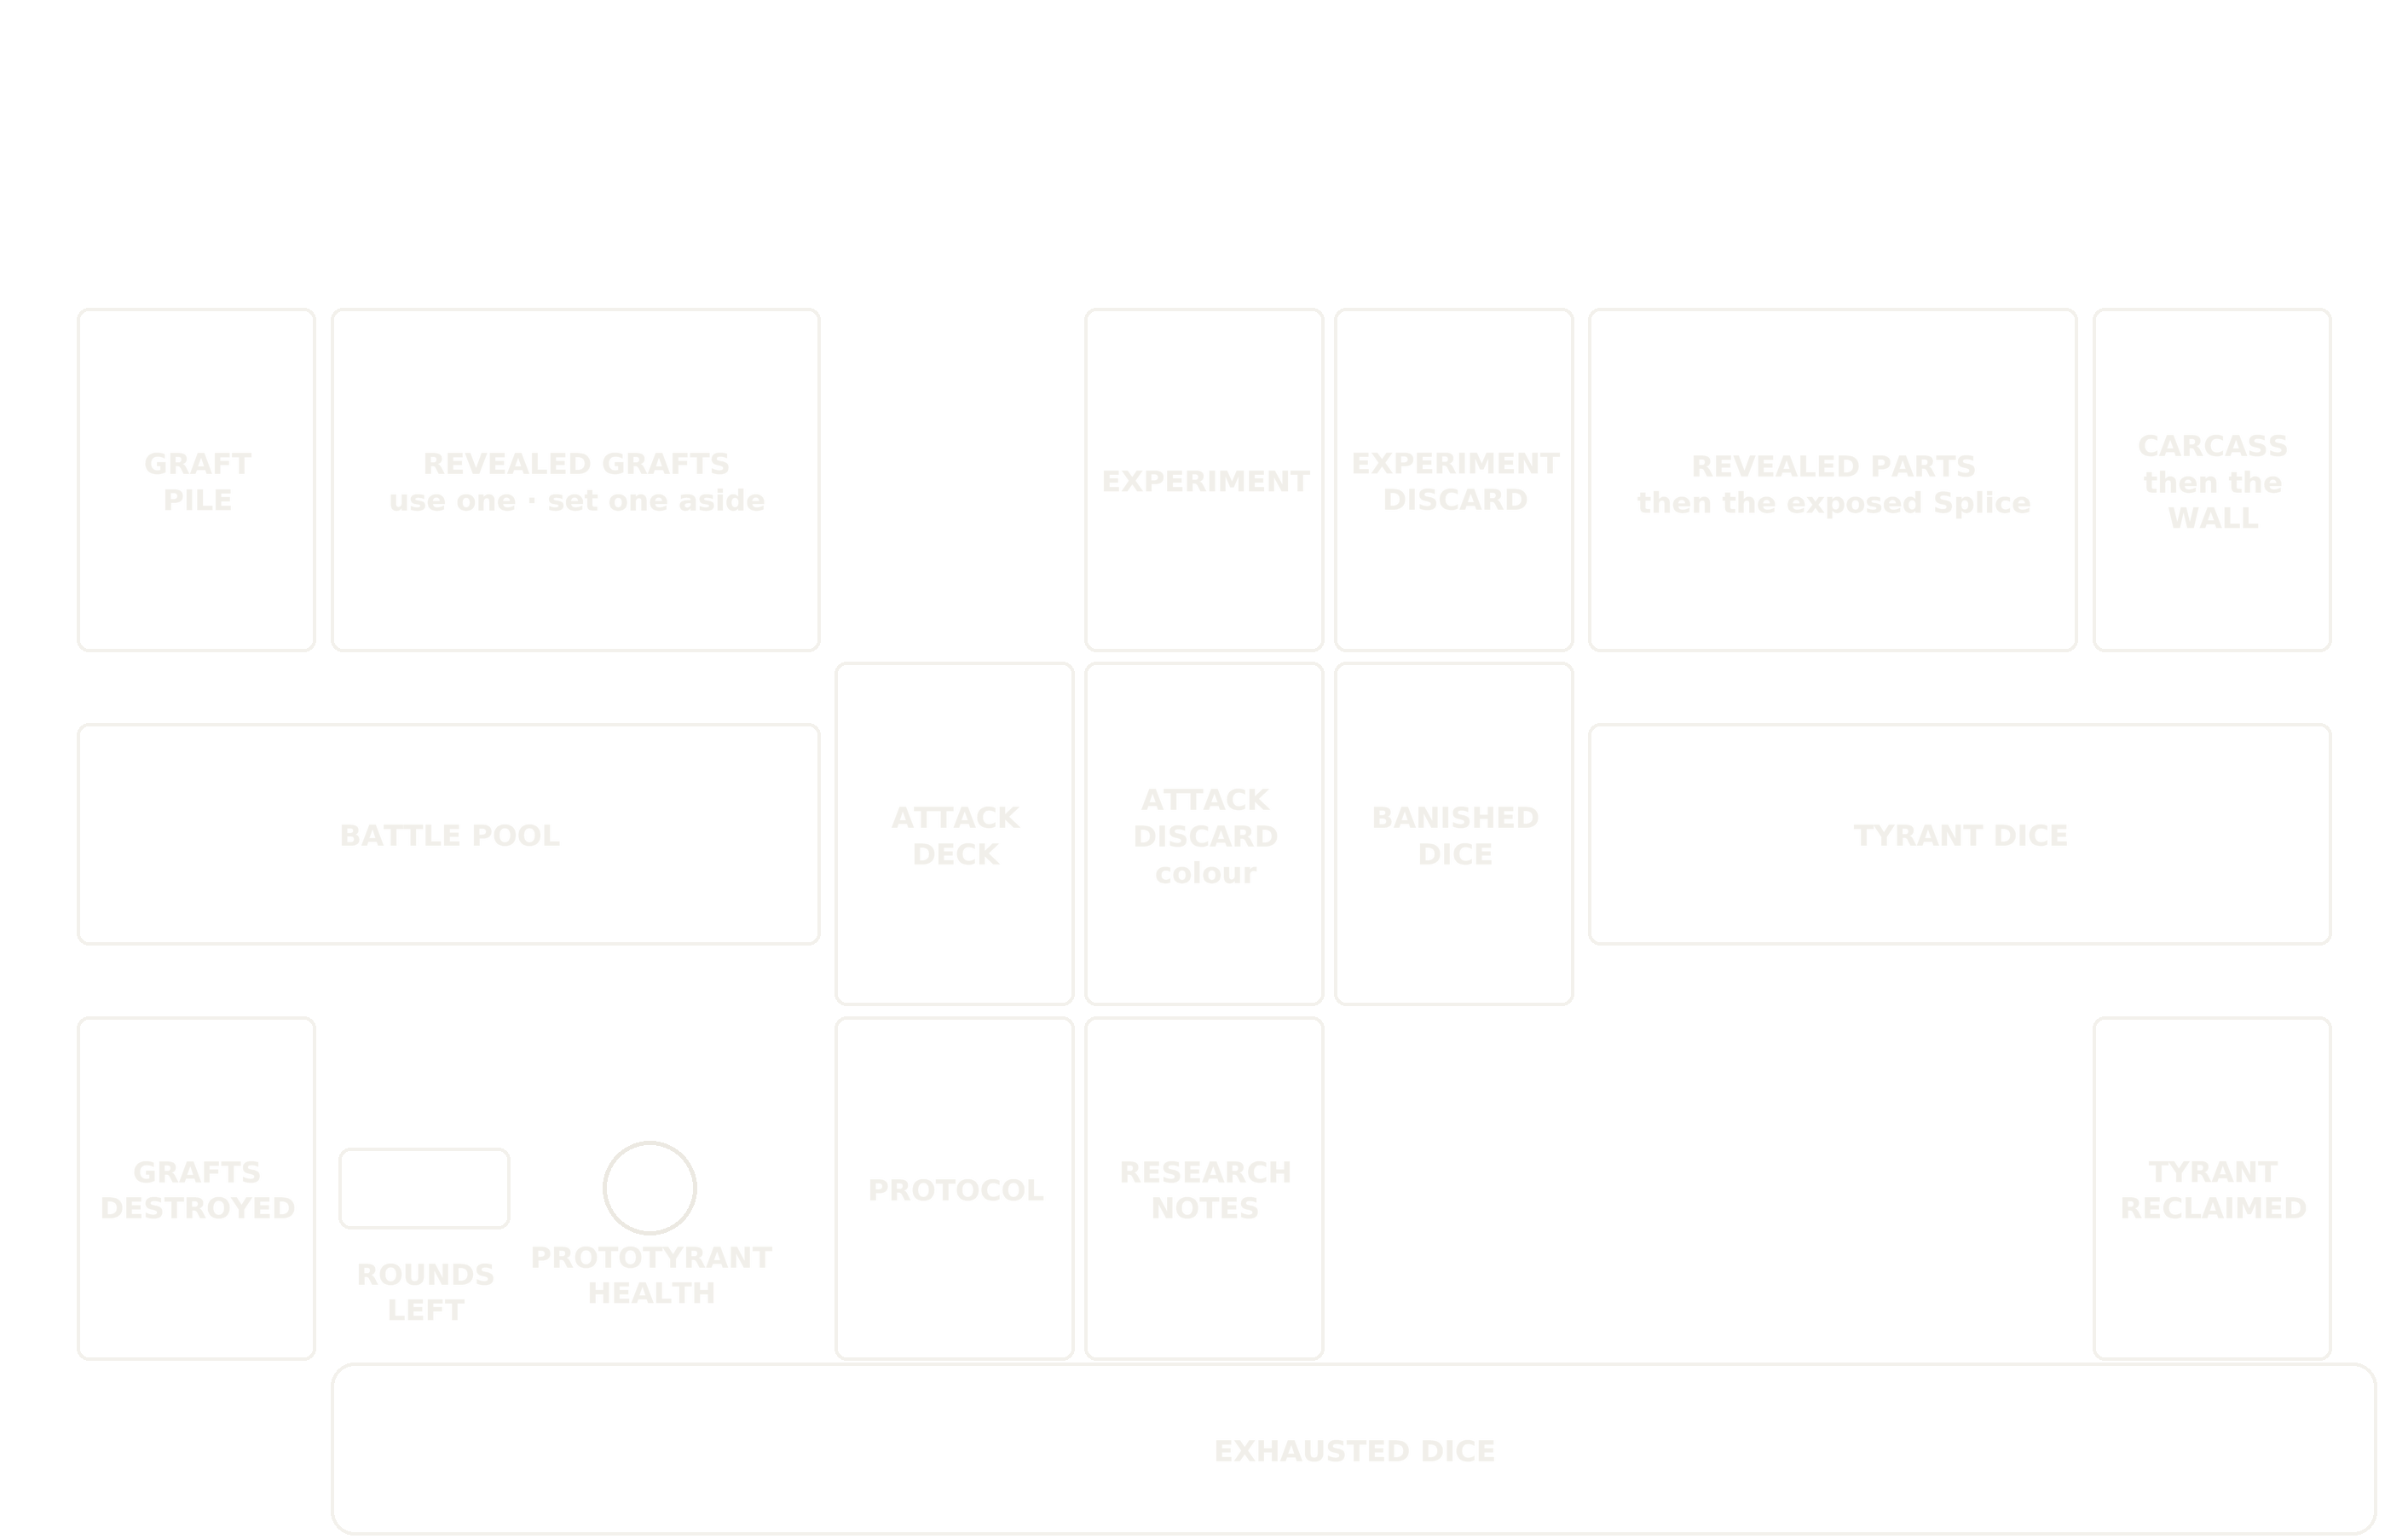 GRAFT
PILE
REVEALED GRAFTS
use one · set one aside
EXPERIMENT
EXPERIMENT
DISCARD
REVEALED PARTS
then the exposed Splice
CARCASS
then the
WALL
BATTLE POOL
ATTACK
DECK
ATTACK
DISCARD
colour
BANISHED
DICE
TYRANT DICE
GRAFTS
DESTROYED
ROUNDS
LEFT
PROTOTYRANT
HEALTH
PROTOCOL
RESEARCH
NOTES
TYRANT
RECLAIMED
EXHAUSTED DICE